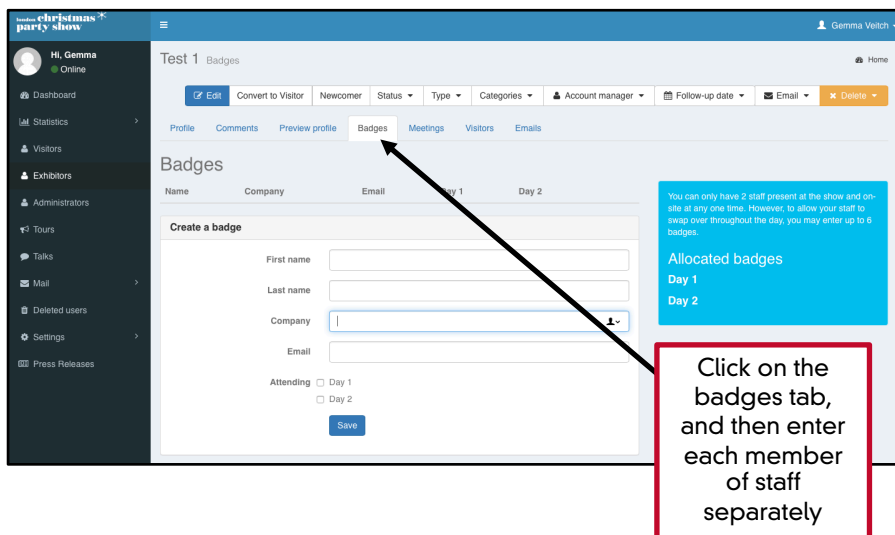 london christmas
party show
Gemma Veitch
Hi, Gemma
Online
Dashboard
Statistics
Visitors
Exhibitors
Administrators
Tours
Talks
Mail
Deleted users
Settings
Press Releases
Test 1 Badges
Home
Edit Convert to Visitor Newcomer Status Type Categories Account manager Follow-up date Email Delete
Profile Comments Preview profile Badges Meetings Visitors Emails
Badges
Name Company Email Day 1 Day 2
Create a badge
First name
Last name
Company
Email
Attending Day 1
Day 2
Save
You can only have 2 staff present at the show and on-
site at any one time. However, to allow your staff to
swap over throughout the day, you may enter up to 6
badges.
Allocated badges
Day 1
Day 2
Click on the
badges tab,
and then enter
each member
of staff
separately